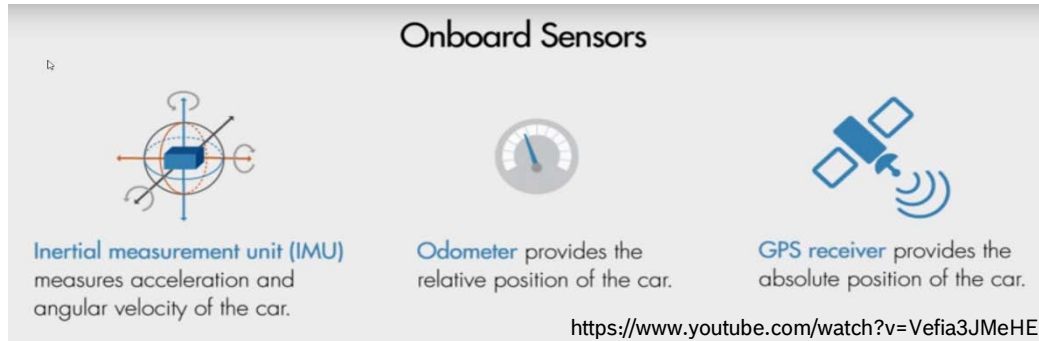 Onboard Sensors
Inertial measurement unit (IMU)
measures acceleration and
angular velocity of the car.
Odometer provides the
relative position of the car.
GPS receiver provides the
absolute position of the car.
https://www.youtube.com/watch?v=Vefia3JMeHE